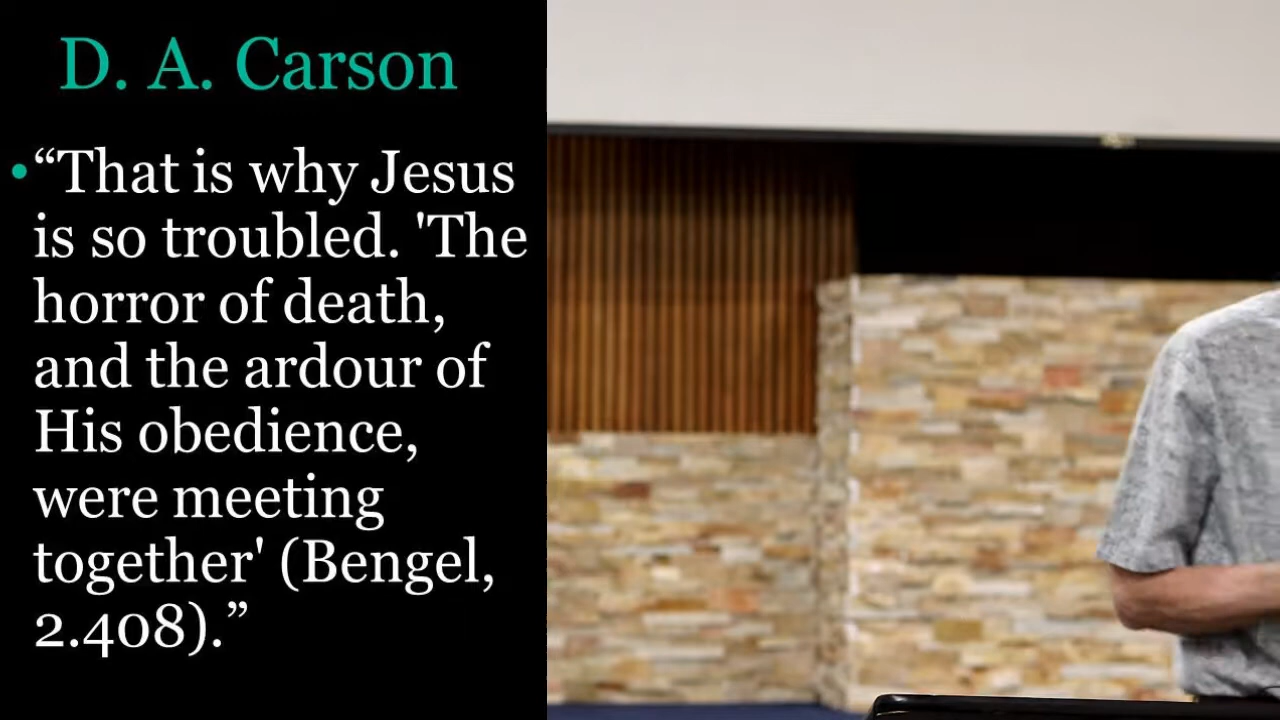 D. A. Carson
•“That is why Jesus
is so troubled. 'The
horror of death,
and the ardour of
His obedience,
were meeting
together' (Bengel,
2.408).”